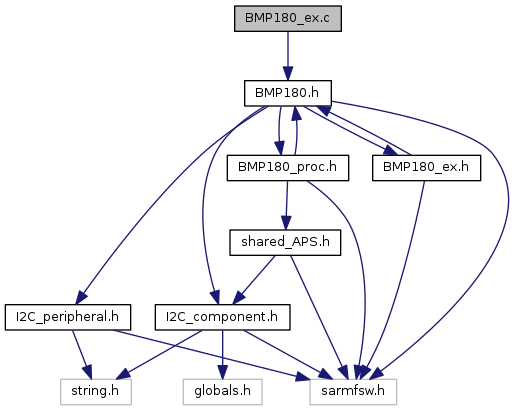 BMP180_ex.c
BMP180.h
BMP180_proc.h
BMP180_ex.h
shared_APS.h
I2C_peripheral.h
I2C_component.h
string.h
globals.h
sarmfsw.h